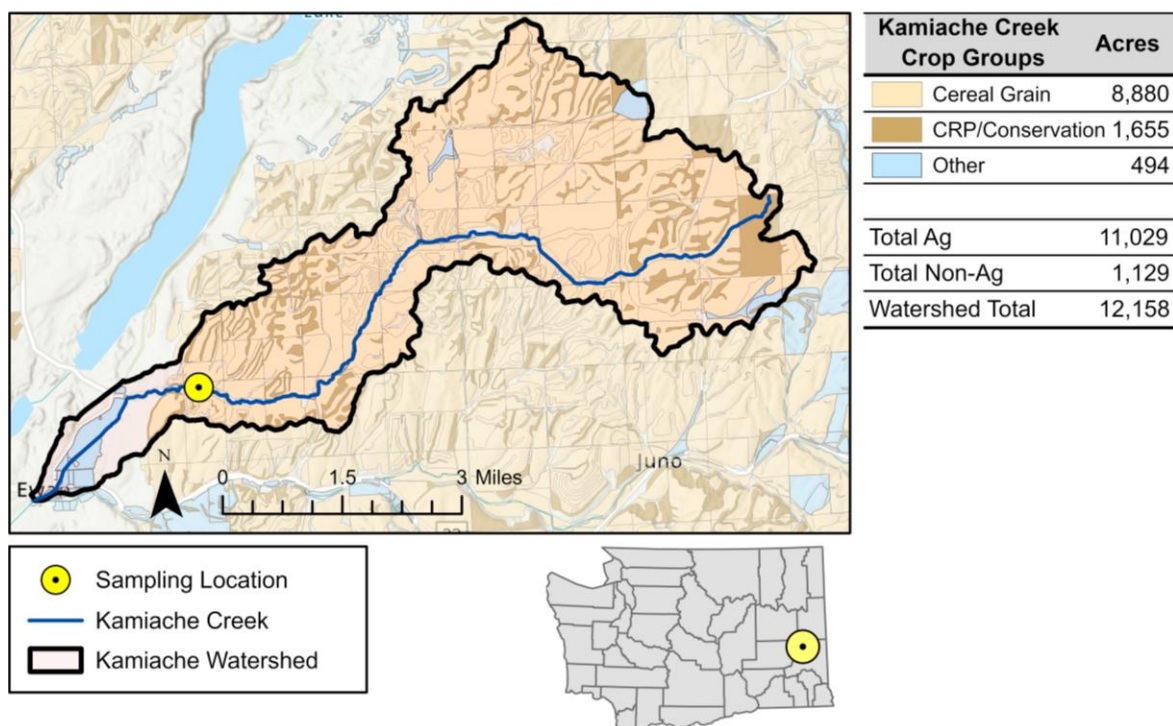 Lake
Juno
N
0 1.5 3 Miles
Kamiache Creek
Crop Groups Acres
Cereal Grain 8,880
CRP/Conservation 1,655
Other 494
Total Ag 11,029
Total Non-Ag 1,129
Watershed Total 12,158
Sampling Location
Kamiache Creek
Kamiache Watershed